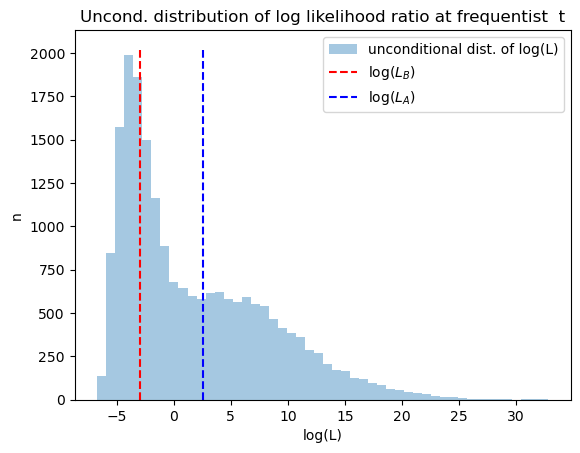 Uncond. distribution of log likelihood ratio at frequentist  t
unconditional dist. of log(L)
log(L_B)
log(L_A)
2000
1750
1500
1250
1000
750
500
250
0
n
−5 0 5 10 15 20 25 30
log(L)